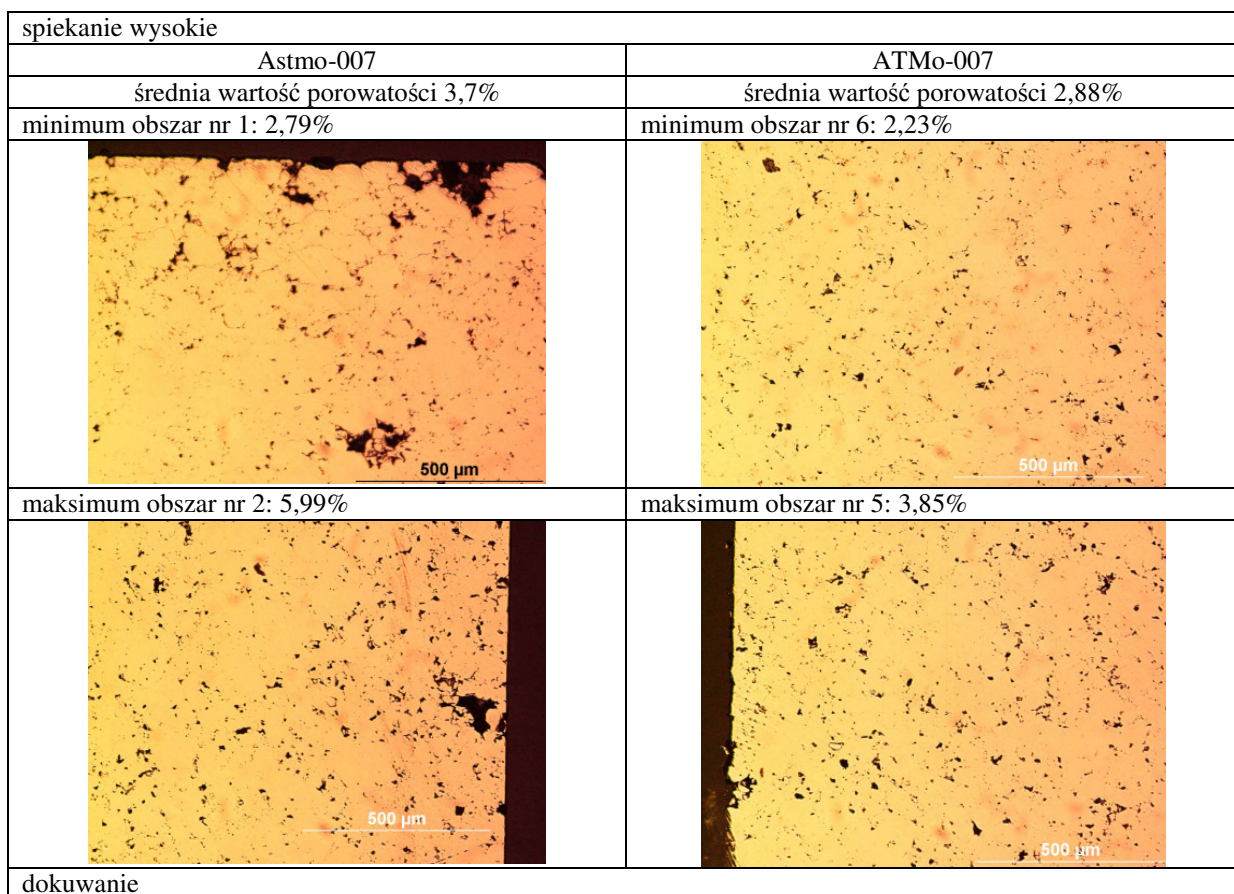 spiekanie wysokie
Astmo-007
ATMo-007
średnia wartość porowatości 3,7%
średnia wartość porowatości 2,88%
minimum obszar nr 1: 2,79%
minimum obszar nr 6: 2,23%
500 µm
500 µm
maksimum obszar nr 2: 5,99%
maksimum obszar nr 5: 3,85%
500 µm
500 µm
dokuwanie